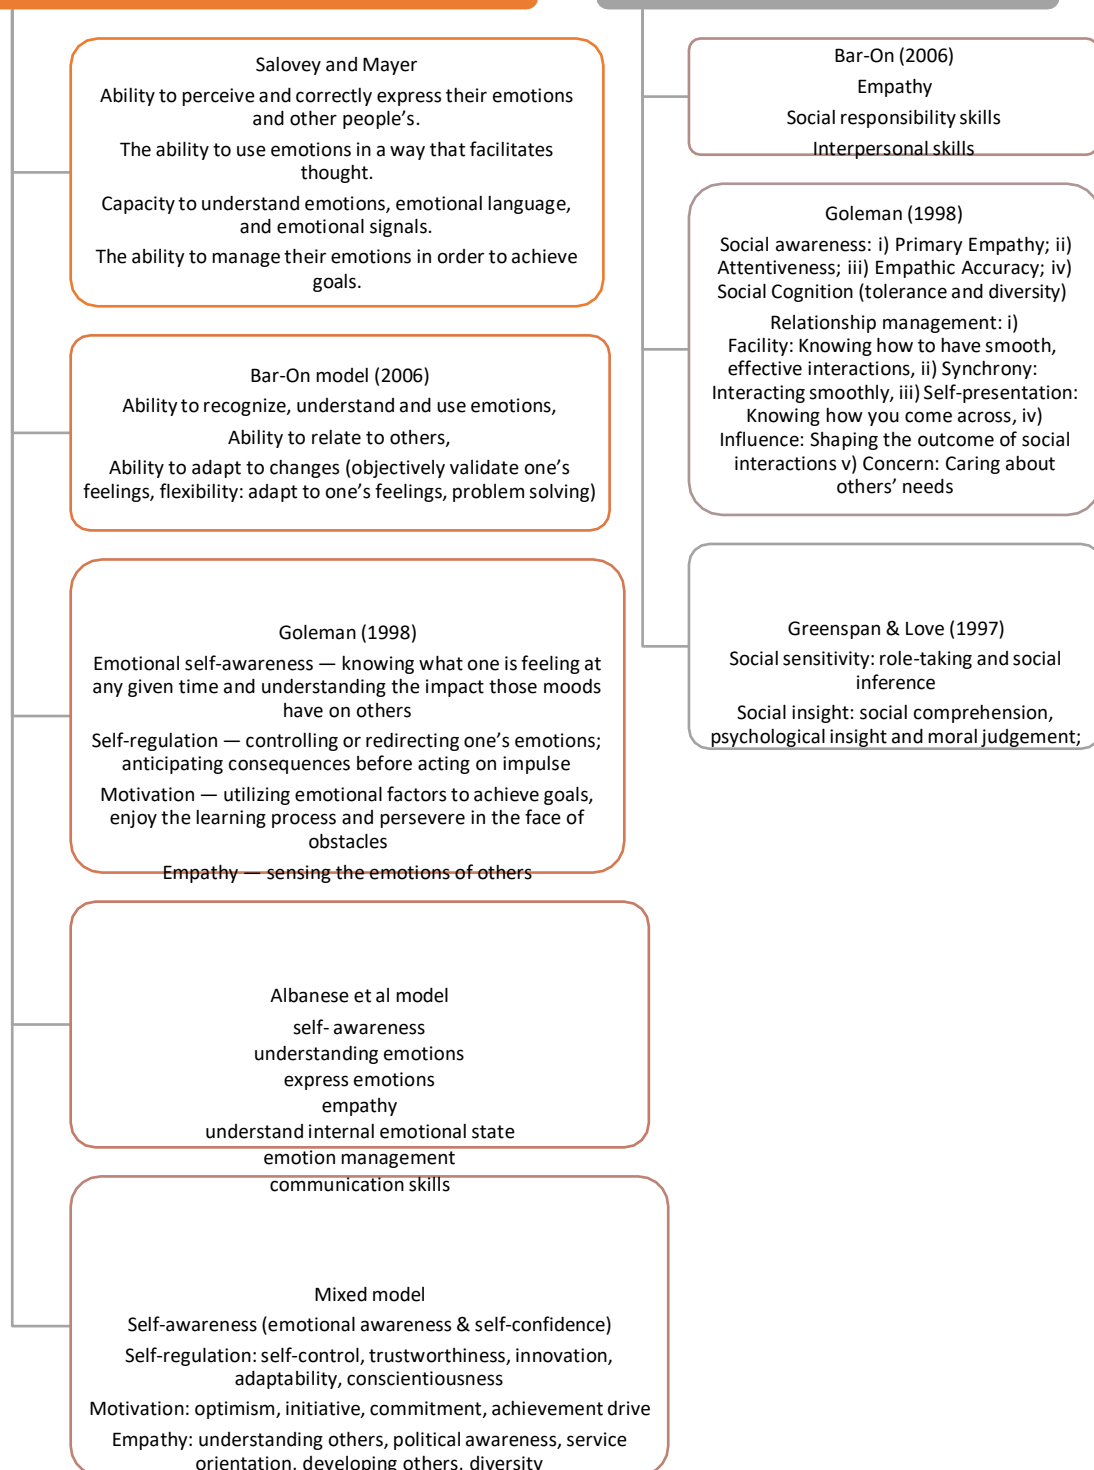 Salovey and Mayer
Ability to perceive and correctly express their emotions
and other people’s.
The ability to use emotions in a way that facilitates
thought.
Capacity to understand emotions, emotional language,
and emotional signals.
The ability to manage their emotions in order to achieve
goals.
Bar-On model (2006)
Ability to recognize, understand and use emotions,
Ability to relate to others,
Ability to adapt to changes (objectively validate one’s
feelings, flexibility: adapt to one’s feelings, problem solving)
Goleman (1998)
Emotional self-awareness — knowing what one is feeling at
any given time and understanding the impact those moods
have on others
Self-regulation — controlling or redirecting one’s emotions;
anticipating consequences before acting on impulse
Motivation — utilizing emotional factors to achieve goals,
enjoy the learning process and persevere in the face of
obstacles
Empathy — sensing the emotions of others
Albanese et al model
self- awareness
understanding emotions
express emotions
empathy
understand internal emotional state
emotion management
communication skills
Mixed model
Self-awareness (emotional awareness & self-confidence)
Self-regulation: self-control, trustworthiness, innovation,
adaptability, conscientiousness
Motivation: optimism, initiative, commitment, achievement drive
Empathy: understanding others, political awareness, service
orientation, developing others, diversity
Bar-On (2006)
Empathy
Social responsibility skills
Interpersonal skills
Goleman (1998)
Social awareness: i) Primary Empathy; ii)
Attentiveness; iii) Empathic Accuracy; iv)
Social Cognition (tolerance and diversity)
Relationship management: i)
Facility: Knowing how to have smooth,
effective interactions, ii) Synchrony:
Interacting smoothly, iii) Self-presentation:
Knowing how you come across, iv)
Influence: Shaping the outcome of social
interactions v) Concern: Caring about
others’ needs
Greenspan & Love (1997)
Social sensitivity: role-taking and social
inference
Social insight: social comprehension,
psychological insight and moral judgement;